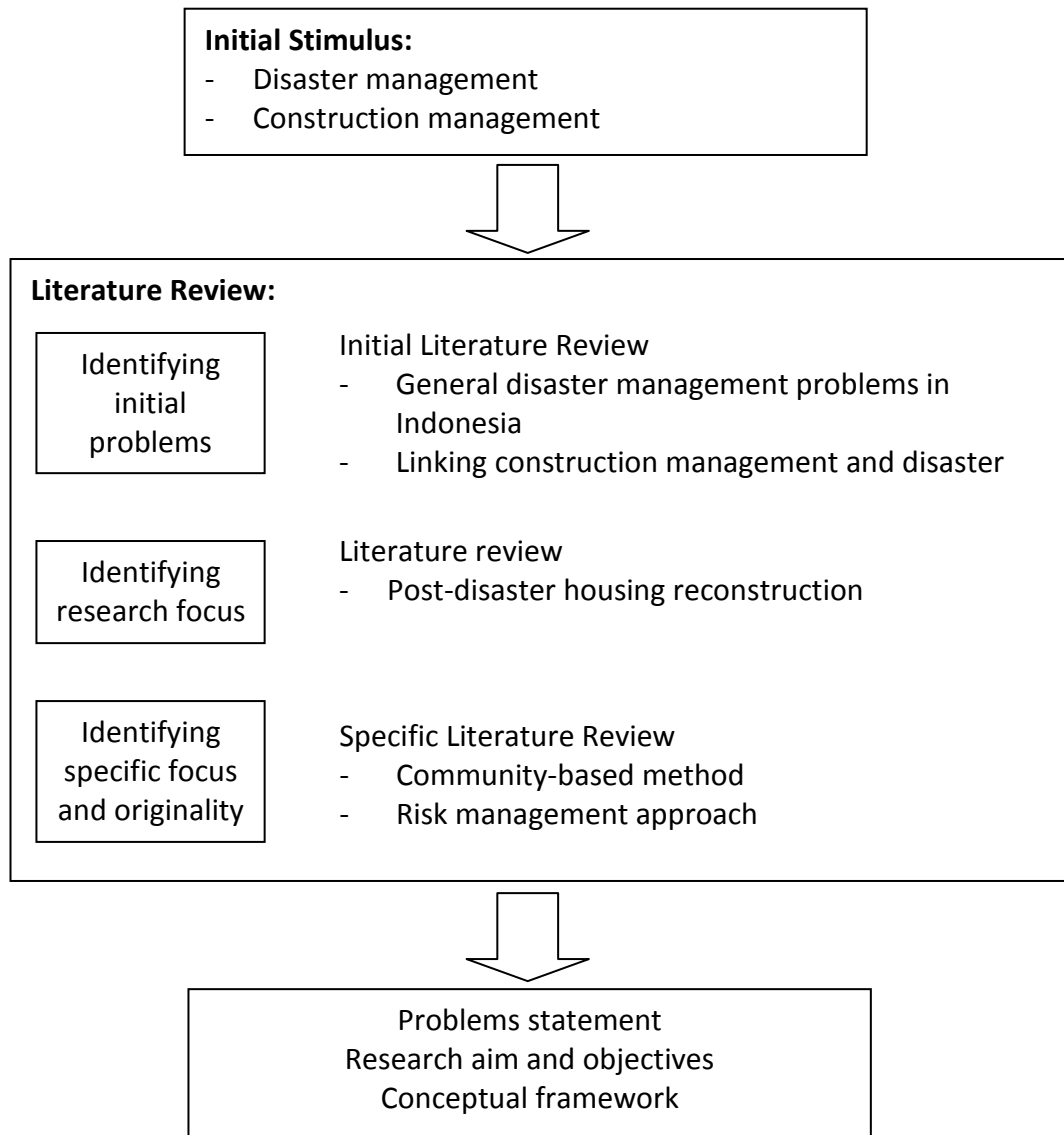 Initial Stimulus:
- Disaster management
- Construction management
Literature Review:
Identifying
initial
problems
Initial Literature Review
- General disaster management problems in
Indonesia
- Linking construction management and disaster
Identifying
research focus
Literature review
- Post-disaster housing reconstruction
Identifying
specific focus
and originality
Specific Literature Review
- Community-based method
- Risk management approach
Problems statement
Research aim and objectives
Conceptual framework